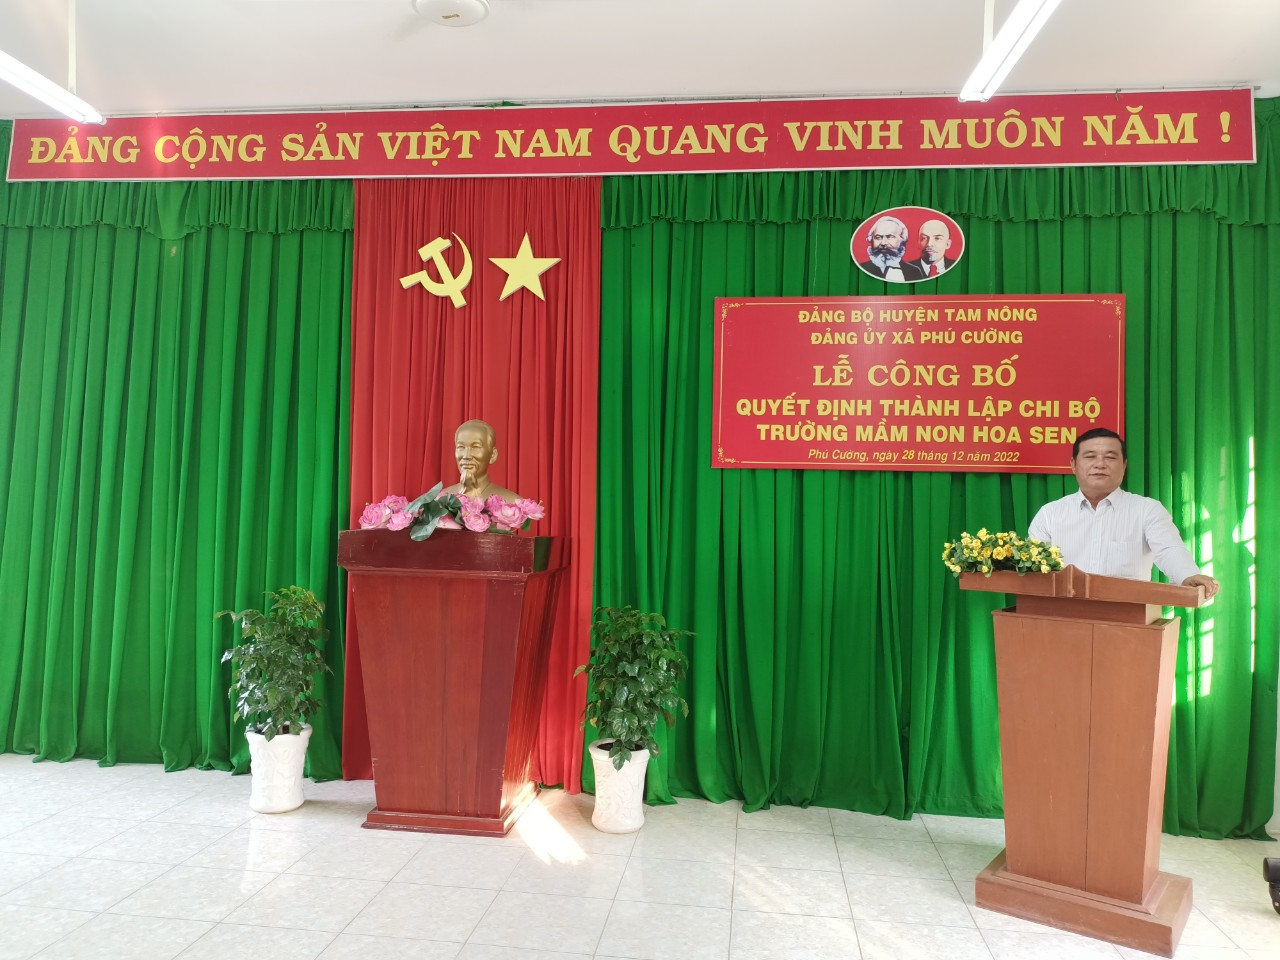 ĐẢNG CỘNG SẢN VIỆT NAM QUANG VINH MUÔN NĂM !
ĐẢNG BỘ HUYỆN TAM NÔNG
ĐẢNG ỦY XÃ PHÚ CƯỜNG
LỄ CÔNG BỐ
QUYẾT ĐỊNH THÀNH LẬP CHI BỘ
TRƯỜNG MẦM NON HOA SEN
Phú Cường, ngày 28 tháng 12 năm 2022